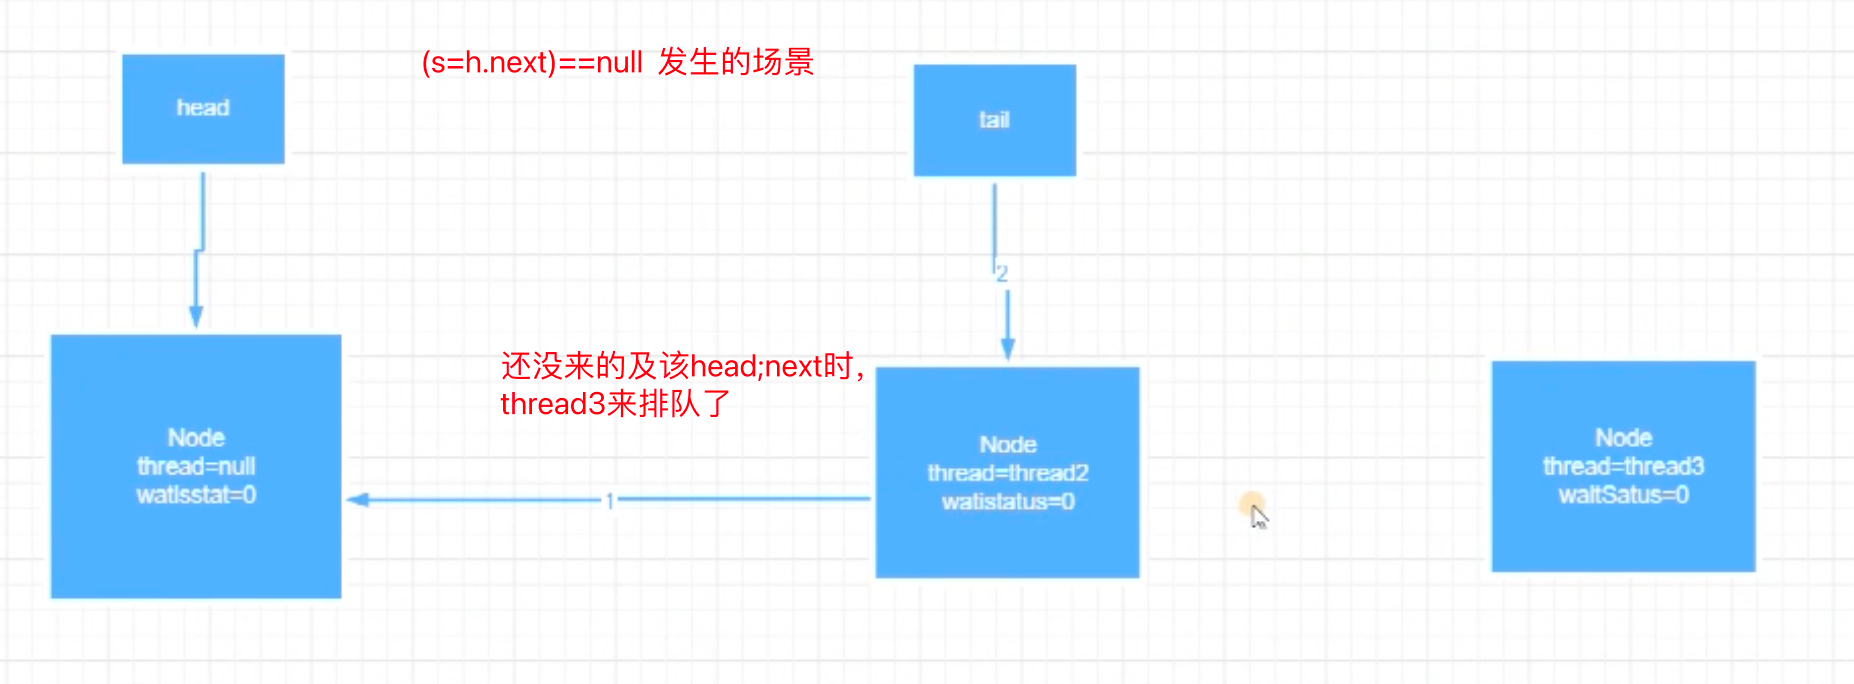 (s=h.next)==null 发生的场景
head
tail
2
还没来的及该head;next时,
thread3来排队了
Node
thread=null
watisstat=0
1
Node
thread=thread2
watistatus=0
Node
thread=thread3
waltSatus=0